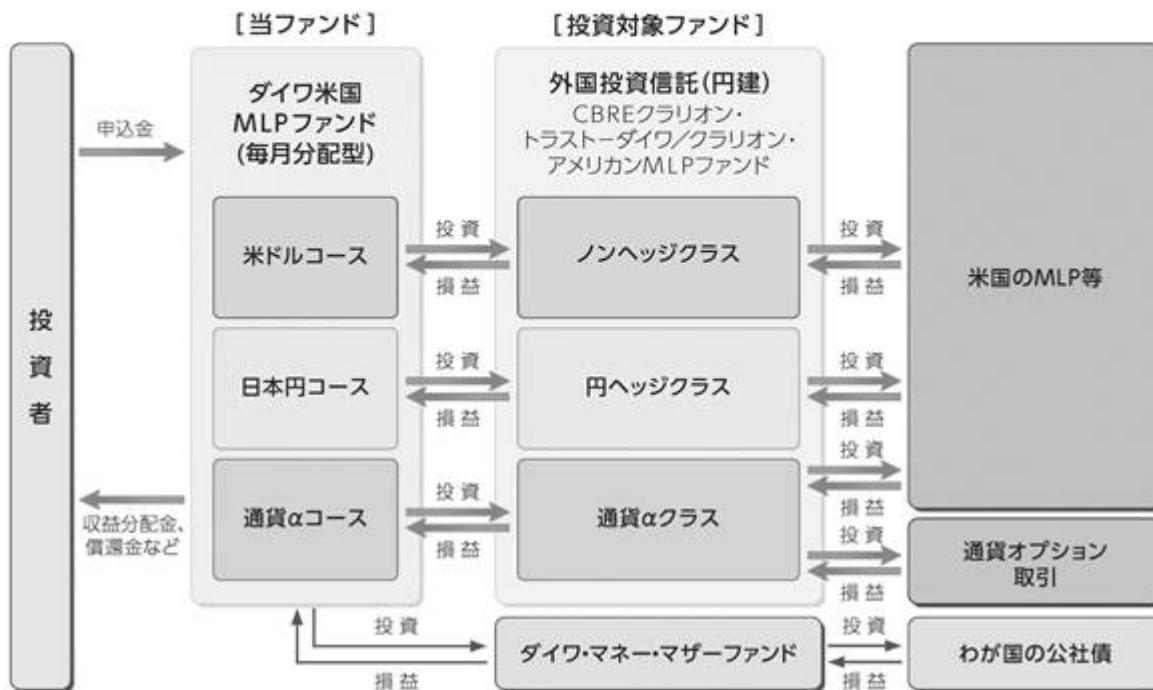 [当ファンド]
[投資対象ファンド]
投資者
申込金
収益分配金、
償還金など
ダイワ米国
MLPファンド
(毎月分配型)
米ドルコース
日本円コース
通貨αコース
投資
損益
投資
損益
投資
損益
外国投資信託(円建)
CBREクラリオン・
トラストーダイワ/クラリオン・
アメリカンMLPファンド
ノンヘッジクラス
円ヘッジクラス
通貨αクラス
投資
損益
投資
損益
投資
損益
投資
損益
米国のMLP等
通貨オプション
取引
投資
損益
ダイワ・マネー・マザーファンド
投資
損益
わが国の公社債